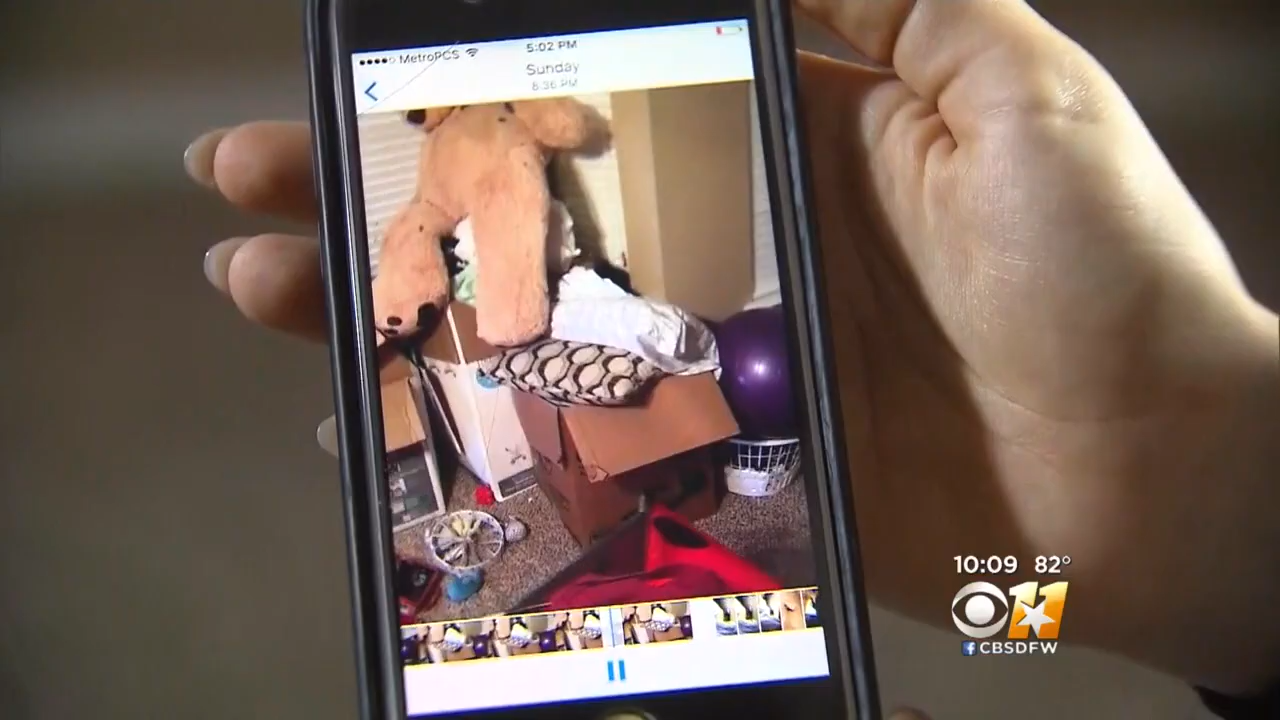 ●●●●○ MetroPCS
5:02 PM
Sunday
8:36 PM
10:09 82°
CBS 11
f CBSDFW